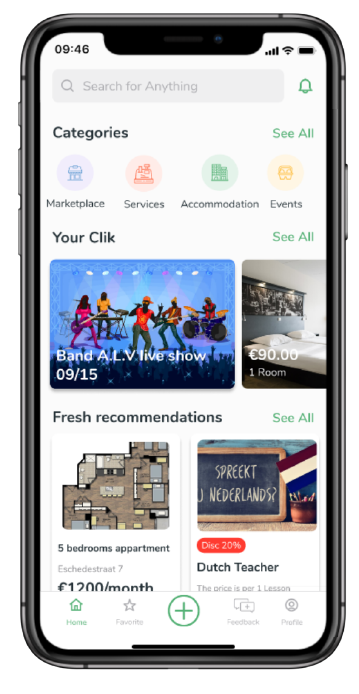 09:46
Search for Anything
Categories
See All
Marketplace
Services
Accommodation
Events
Your Clik
See All
Band A.L.V live show
09/15
€90.00
1 Room
Fresh recommendations
See All
5 bedrooms appartment
Eschedestraat 7
€1200/month
SPREEKT
U NEDERLANDS?
Disc 20%
Dutch Teacher
The price is per 1 Lesson
Home
Favorite
Feedback
Profile